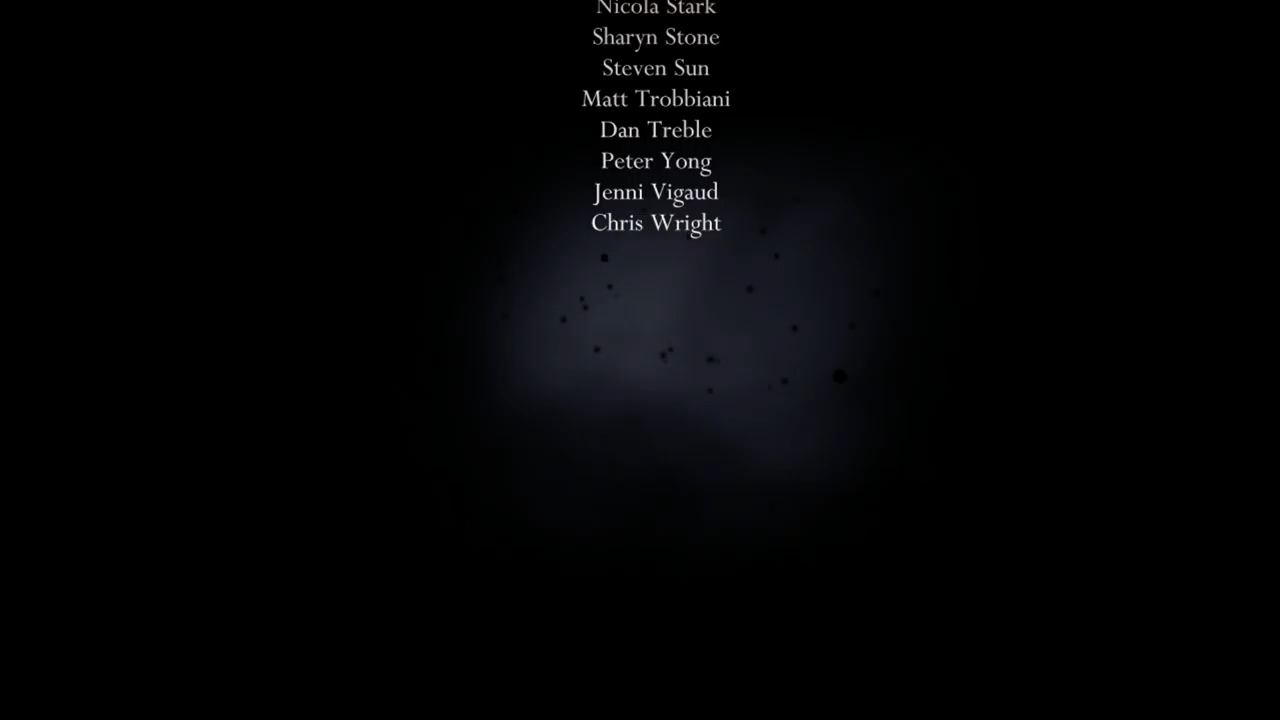 Nicola Stark
Sharyn Stone
Steven Sun
Matt Trobbiani
Dan Treble
Peter Yong
Jenni Vigaud
Chris Wright